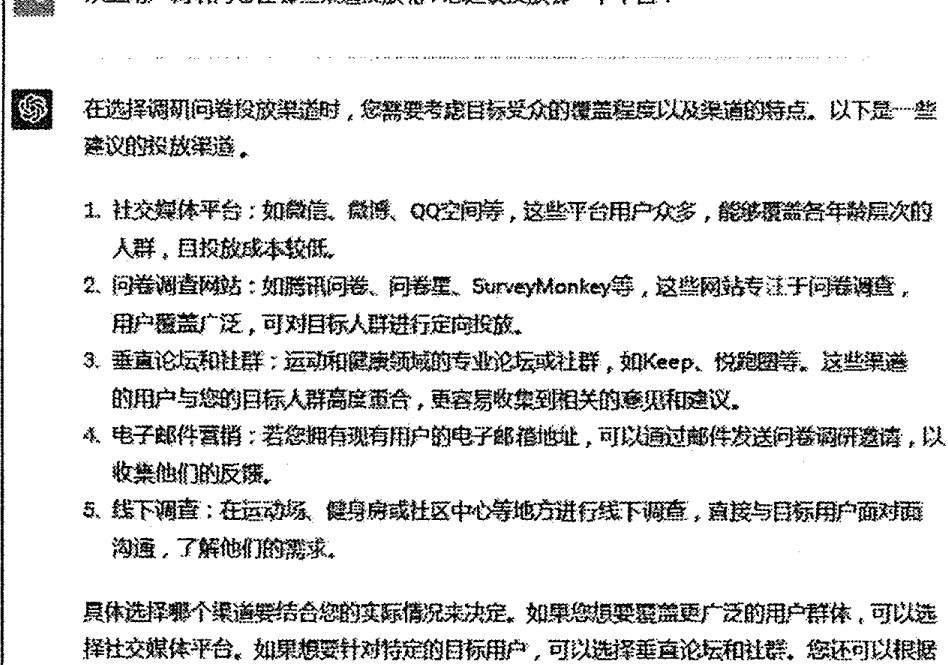 在选择调研问卷投放渠道时，您需要考虑目标受众的覆盖程度以及渠道的特点。以下是一些
建议的投放渠道。
1. 社交媒体平台：如微信、微博、QQ空间等，这些平台用户众多，能够覆盖各年龄层次的
人群，且投放成本较低。
2. 问卷调查网站：如腾讯问卷、问卷星、SurveyMonkey等，这些网站专注于问卷调查，
用户覆盖广泛，可对目标人群进行定向投放。
3. 垂直论坛和社群：运动和健康领域的专业论坛或社群，如Keep、悦跑圈等。这些渠道
的用户与您的目标人群高度重合，更容易收集到相关的意见和建议。
4. 电子邮件营销：若您拥有现有用户的电子邮箱地址，可以通过邮件发送问卷调研邀请，以
收集他们的反馈。
5. 线下调查：在运动场、健身房或社区中心等地方进行线下调查，直接与目标用户面对面
沟通，了解他们的需求。
具体选择哪个渠道要结合您的实际情况来决定。如果您想要覆盖更广泛的用户群体，可以选
择社交媒体平台。如果想要针对特定的目标用户，可以选择垂直论坛和社群。您还可以根据